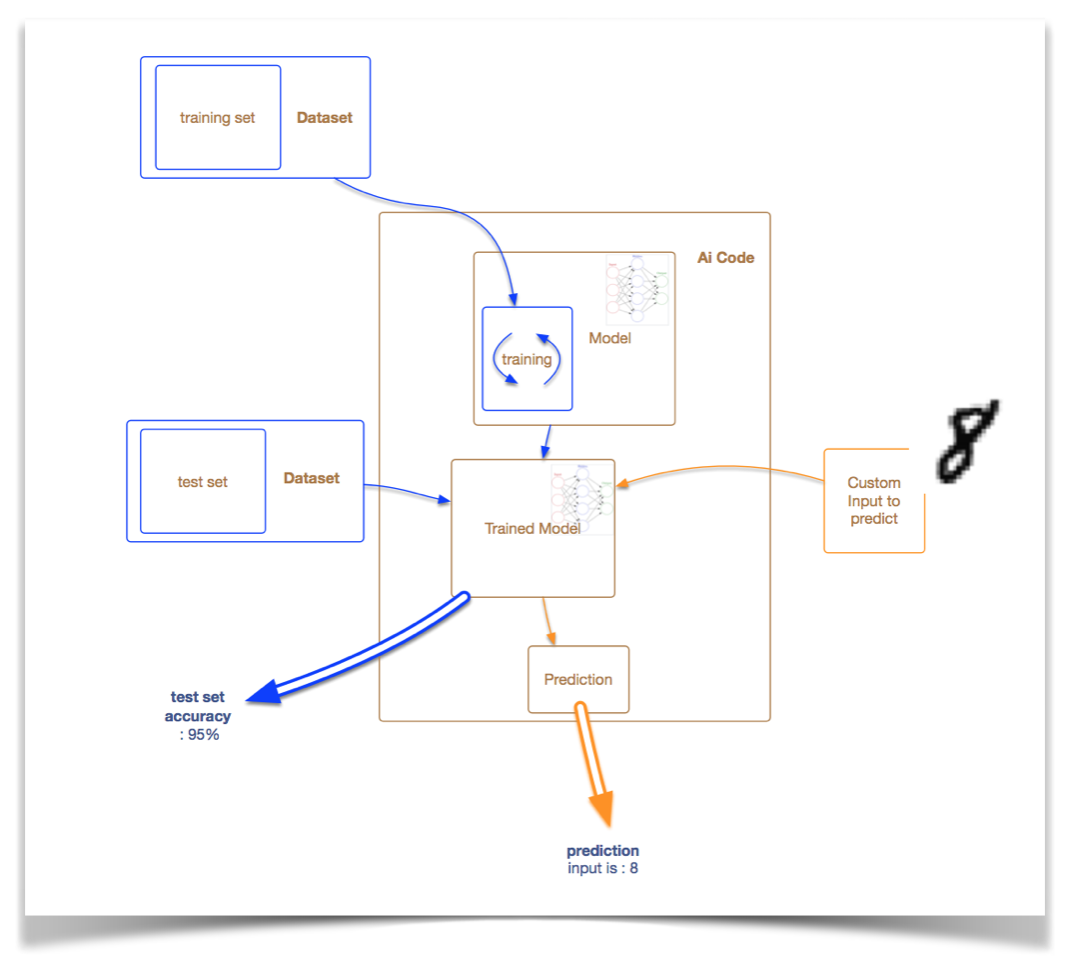 training set
Dataset
Ai Code
Model
training
test set
Dataset
Trained Model
Custom
Input to
predict
8
Prediction
test set
accuracy
: 95%
prediction
input is : 8